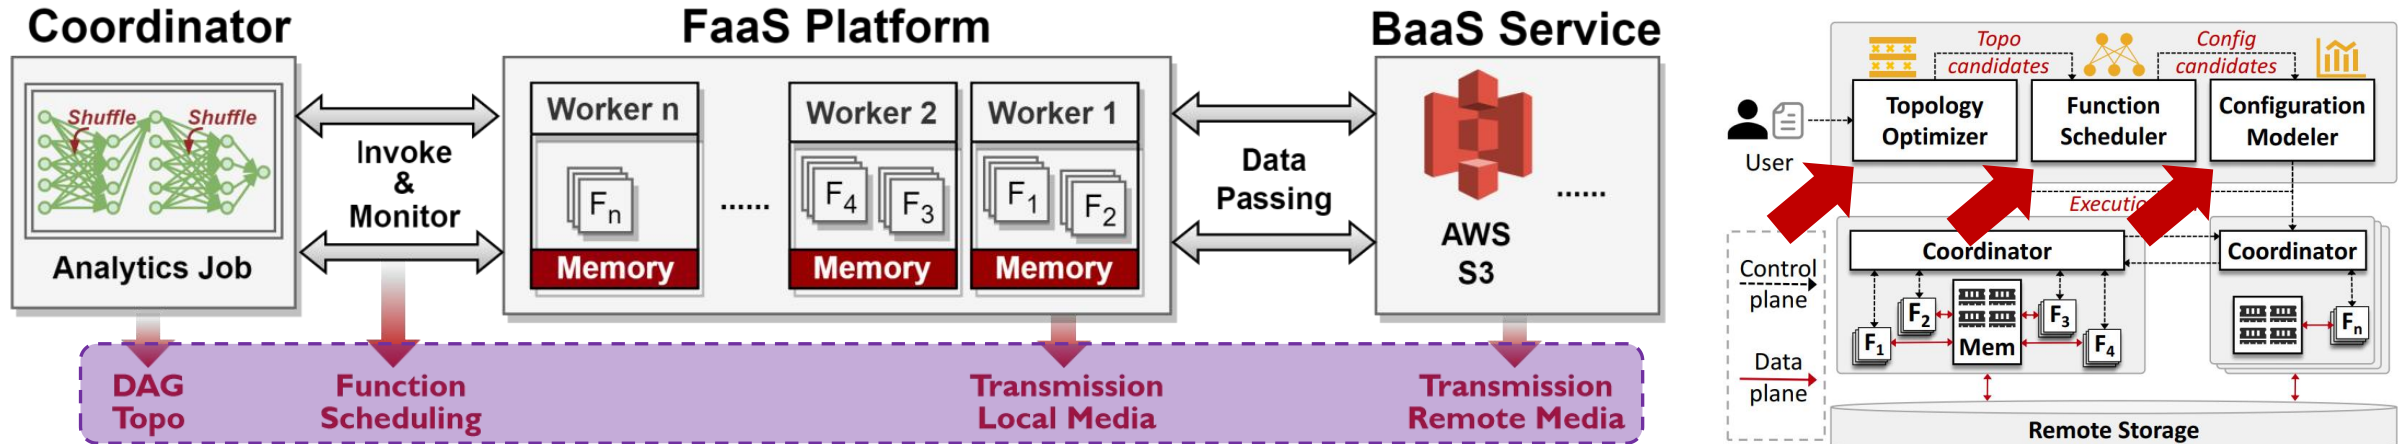 Coordinator
Shuffle
Shuffle
Analytics Job
Invoke
&
Monitor
FaaS Platform
Worker n
Fn
Memory
......
Worker 2
F4
F3
Memory
Worker 1
F1
F2
Memory
Data
Passing
BaaS Service
AWS
S3
......
DAG
Topo
Function
Scheduling
Transmission
Local Media
Transmission
Remote Media
User
Topo
candidates
Config
candidates
Topology
Optimizer
Function
Scheduler
Configuration
Modeler
Control
plane
Data
plane
Coordinator
F1
F2
Mem
F3
F4
Coordinator
Fn
Remote Storage